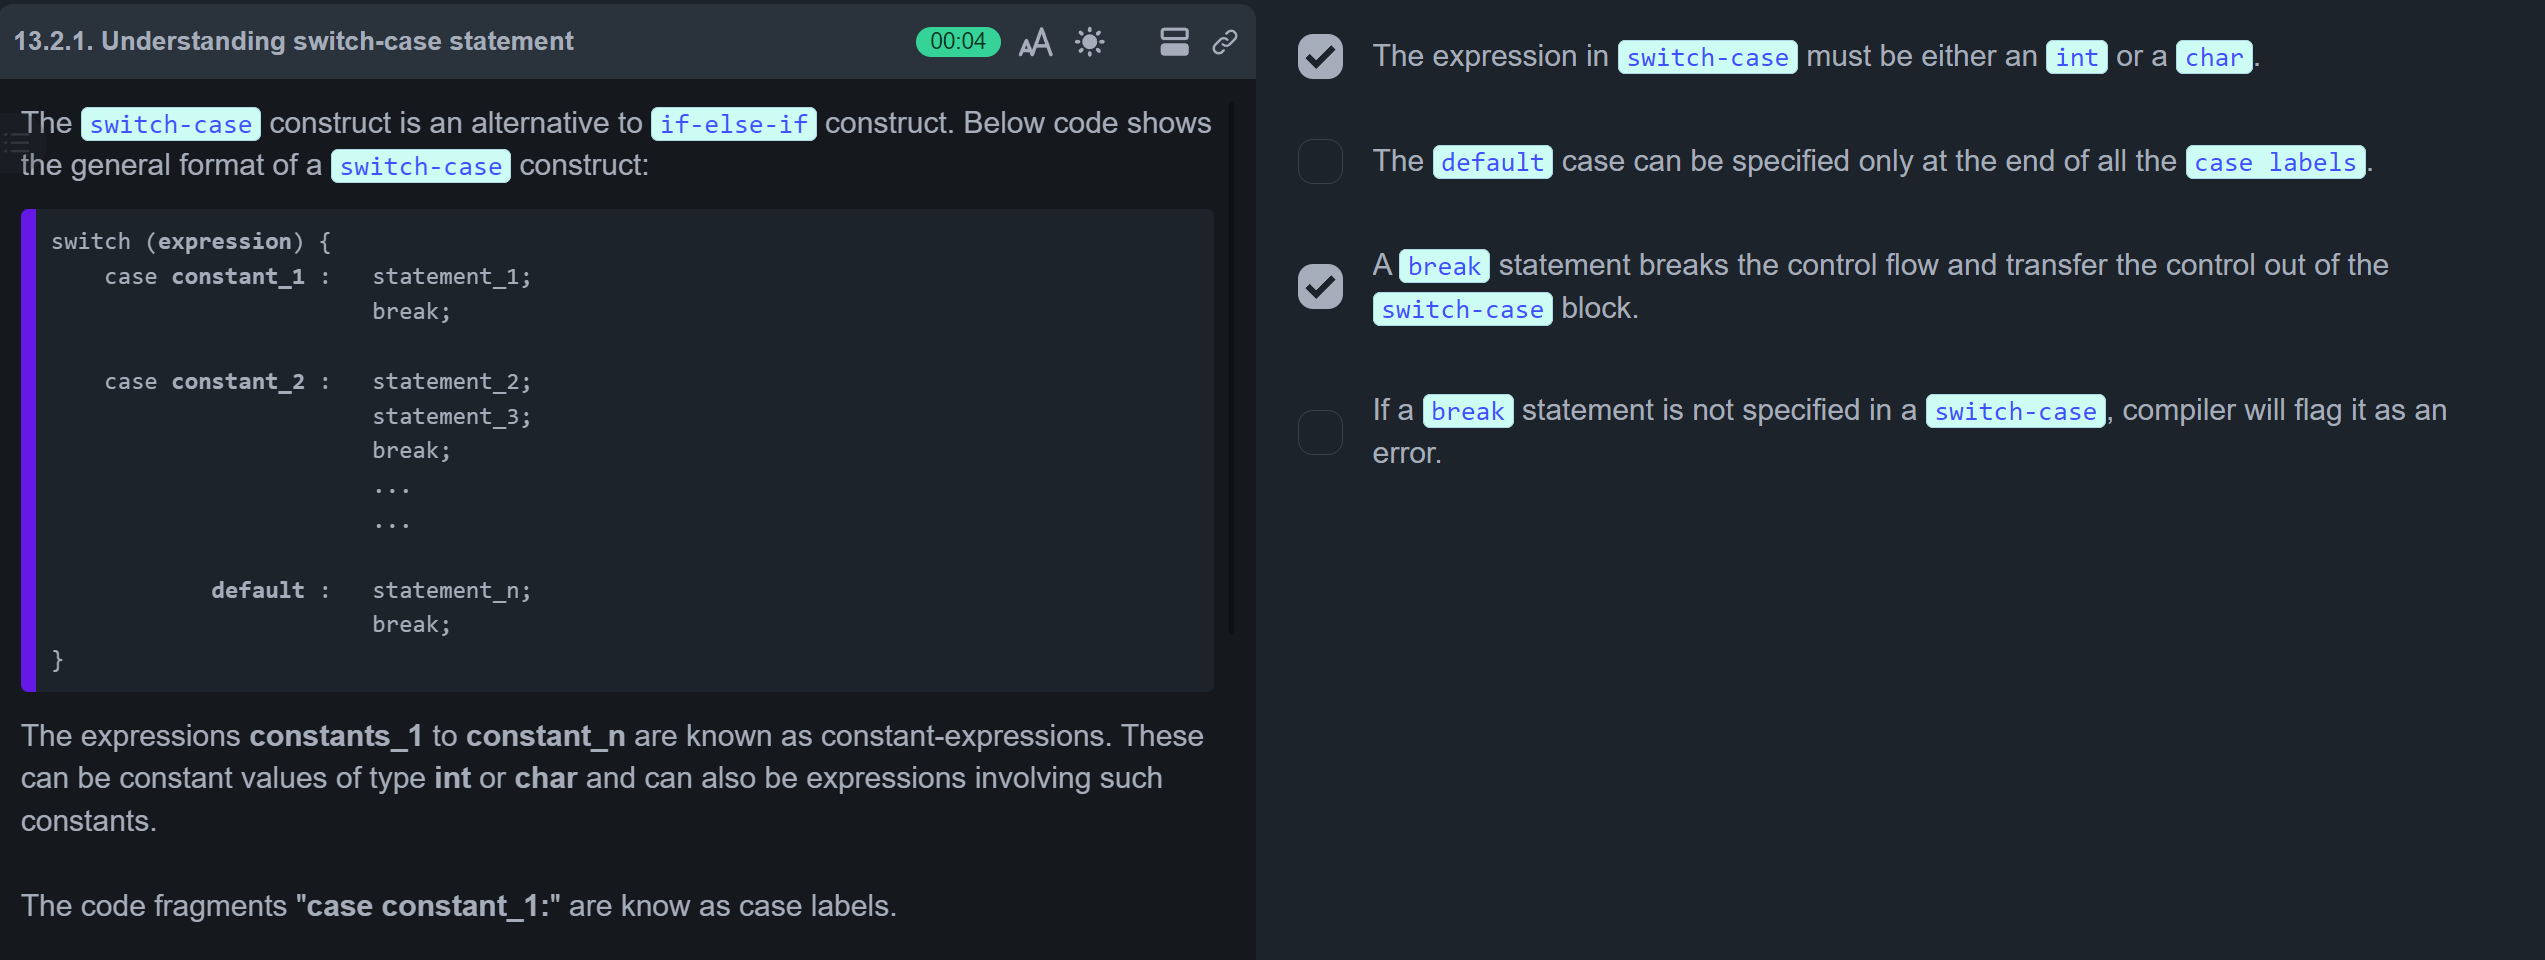 13.2.1. Understanding switch-case statement
00:04
The switch-case construct is an alternative to if-else-if construct. Below code shows
the general format of a switch-case construct:
switch (expression) {
case constant_1 : statement_1;
break;
case constant_2 : statement_2;
statement_3;
break;
...
...
default : statement_n;
break;
}
The expressions constants_1 to constant_n are known as constant-expressions. These
can be constant values of type int or char and can also be expressions involving such
constants.
The code fragments "case constant_1:" are know as case labels.
The expression in switch-case must be either an int or a char.
The default case can be specified only at the end of all the case labels.
A break statement breaks the control flow and transfer the control out of the
switch-case block.
If a break statement is not specified in a switch-case, compiler will flag it as an
error.